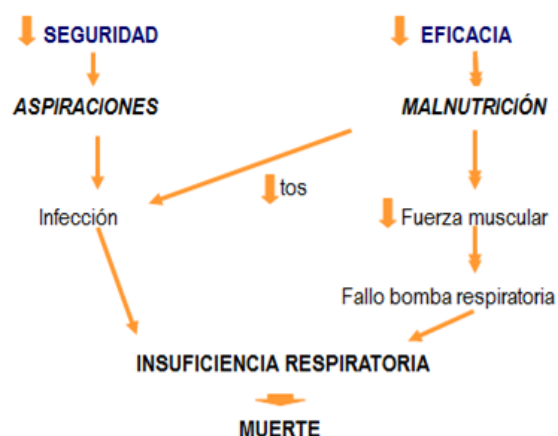 SEGURIDAD
EFICACIA
ASPIRACIONES
MALNUTRICIÓN
tos
Infección
Fuerza muscular
Fallo bomba respiratoria
INSUFICIENCIA RESPIRATORIA
MUERTE